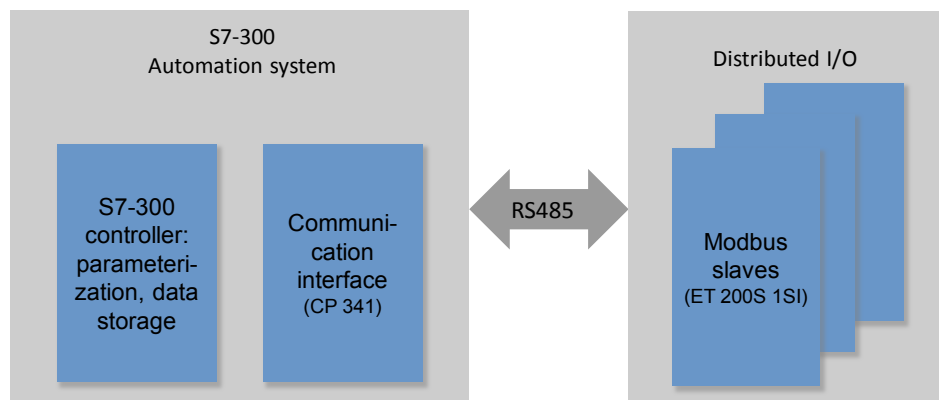 S7-300
Automation system
S7-300
controller:
parameteri-
zation, data
storage
Communi-
cation
interface
(CP 341)
RS485
Distributed I/O
Modbus
slaves
(ET 200S 1SI)